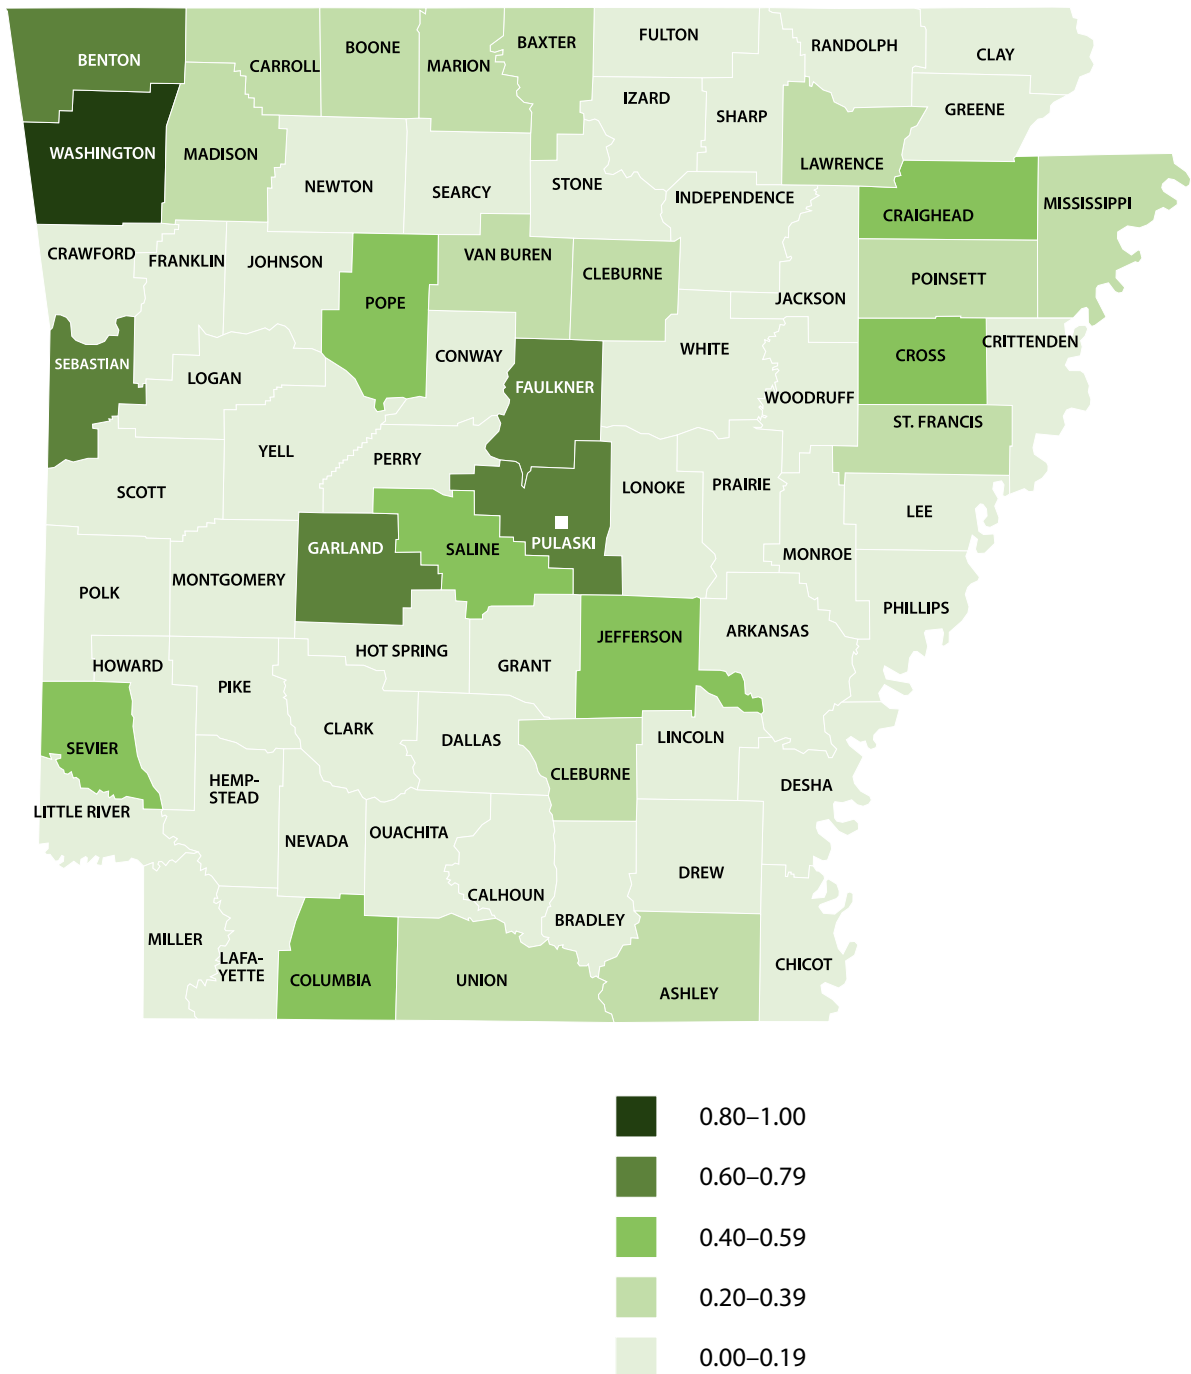 FULTON
RANDOLPH
CLAY
BENTON
CARROLL
BOONE
MARION
BAXTER
IZARD
SHARP
GREENE
WASHINGTON
MADISON
NEWTON
SEARCY
STONE
INDEPENDENCE
LAWRENCE
CRAIGHEAD
MISSISSIPPI
CRAWFORD
FRANKLIN
JOHNSON
VAN BUREN
CLEBURNE
JACKSON
POINSETT
POPE
SEBASTIAN
LOGAN
CONWAY
FAULKNER
WHITE
WOODRUFF
CROSS
CRITTENDEN
ST. FRANCIS
YELL
PERRY
SCOTT
LONOKE
PRAIRIE
LEE
GARLAND
SALINE
PULASKI
MONROE
POLK
MONTGOMERY
PHILLIPS
HOWARD
PIKE
HOT SPRING
GRANT
JEFFERSON
ARKANSAS
SEVIER
CLARK
DALLAS
CLEBURNE
LINCOLN
DESHA
LITTLE RIVER
HEMP-
STEAD
NEVADA
OUACHITA
CALHOUN
BRADLEY
DREW
MILLER
LAFA-
YETTE
COLUMBIA
UNION
ASHLEY
CHICOT
0.80–1.00
0.60–0.79
0.40–0.59
0.20–0.39
0.00–0.19